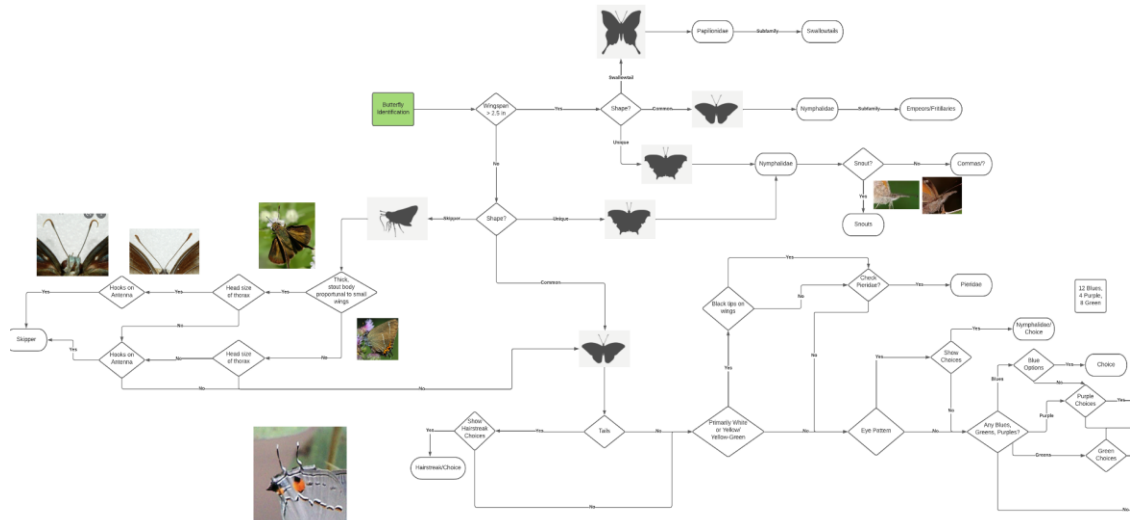 Papilionidae
Subfamily
Swallowtails
Swallowtail
Butterfly
Identification
Wingspan
> 2.5 in
Yes
Shape?
Common
Nymphalidae
Subfamily
Emperors/Fritillaries
Unique
No
Nymphalidae
Snout?
No
Commas/?
Yes
Snouts
Shape?
Skipper
Unique
Common
Thick,
stout body
proportunal to small
wings
Yes
Head size
of thorax
Yes
Hooks on
Antenna
Yes
Skipper
No
No
Head size
of thorax
No
Hooks on
Antenna
Yes
No
No
Yes
Black tips on
wings
No
Check
Pieridae?
Yes
Pieridae
12 Blues,
4 Purple,
8 Green
Yes
No
Nymphalidae/
Choice
Yes
Show
Choices
Yes
No
Blue
Options
Yes
Choice
Blues
No
Purple
Choices
Yes
Purple
Show
Hairstreak
Choices
Yes
Yes
Tails
No
Primarily White
or Yellow/
Yellow-Green
No
Eye Pattern
No
Any Blues,
Greens, Purples?
Greens
Green
Choices
Hairstreak/Choice
No
No